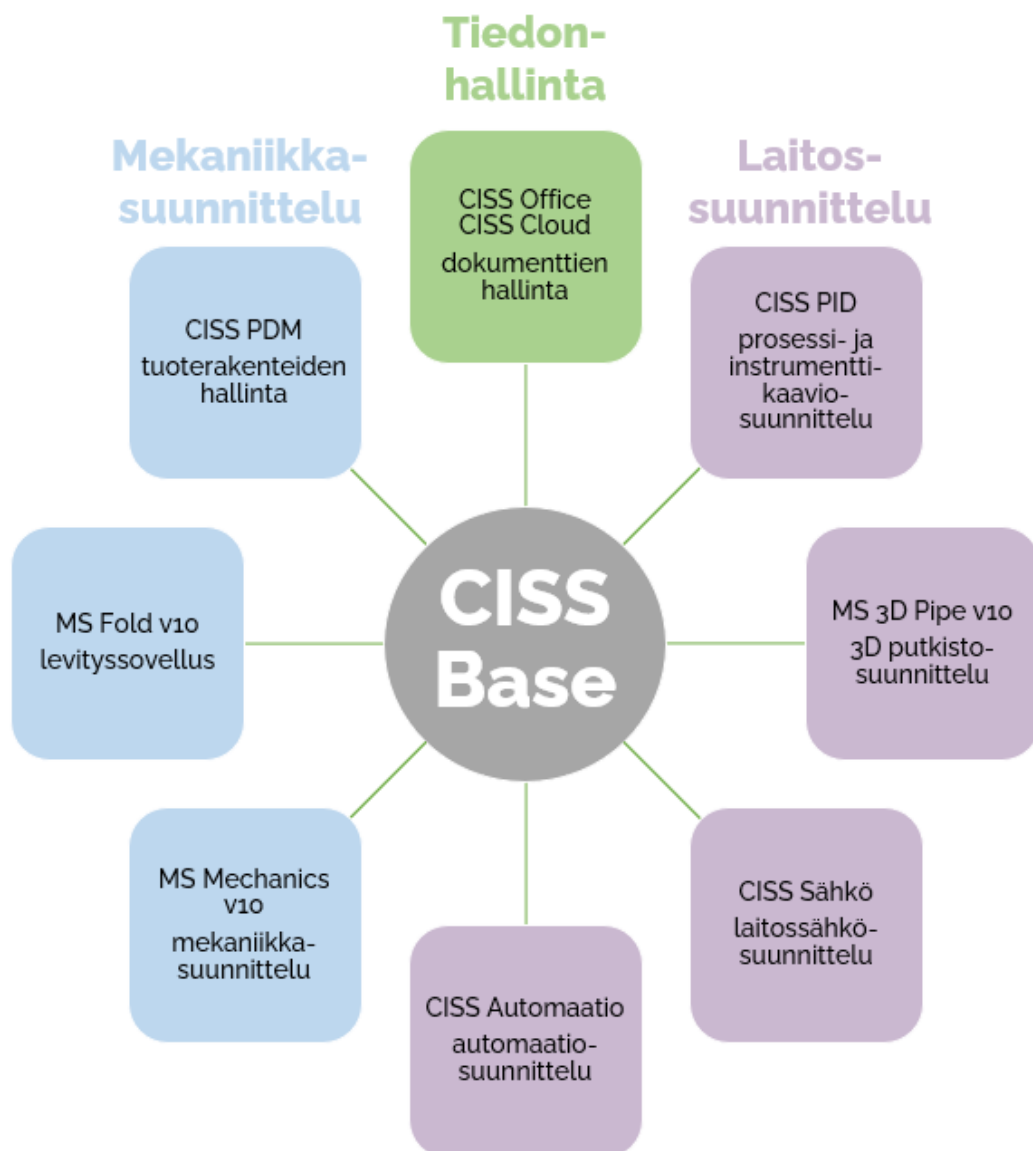 Tiedon-
hallinta
Mekaniikka-
suunnittelu
Laitos-
suunnittelu
CISS Office
CISS Cloud
dokumenttien
hallinta
CISS PDM
tuoterakenteiden
hallinta
CISS PID
prosessi- ja
instrumentti-
kaavio-
suunnittelu
MS Fold v10
levityssovellus
CISS
Base
MS 3D Pipe v10
3D putkisto-
suunnittelu
MS Mechanics
v10
mekaniikka-
suunnittelu
CISS Sähkö
laitossähkö-
suunnittelu
CISS Automaatio
automaatio-
suunnittelu